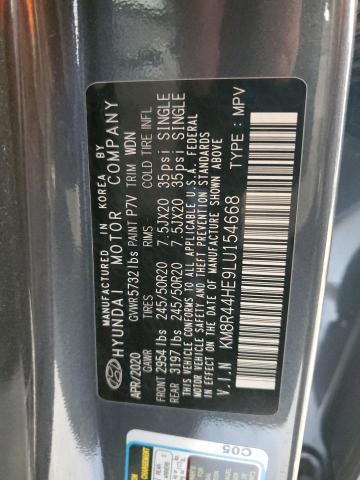 MANUFACTURED IN KOREA BY
HYUNDAI MOTOR COMPANY
GVWR 5732 lbs PAINT P7V TRIM WDN
APR/2020 GAWR TIRES RIMS COLD TIRE INFL.
FRONT 2954 lbs 245/50R20 7.5JX20 35psi SINGLE
REAR 3197 lbs 245/50R20 7.5JX20 35psi SINGLE
THIS VEHICLE CONFORMS TO ALL APPLICABLE U.S.A. FEDERAL
MOTOR VEHICLE SAFETY, BUMPER, AND THEFT PREVENTION STANDARDS
IN EFFECT ON THE DATE OF MANUFACTURE SHOWN ABOVE.
V.I.N : KM8R44HE9LU154668 TYPE : MPV
C05